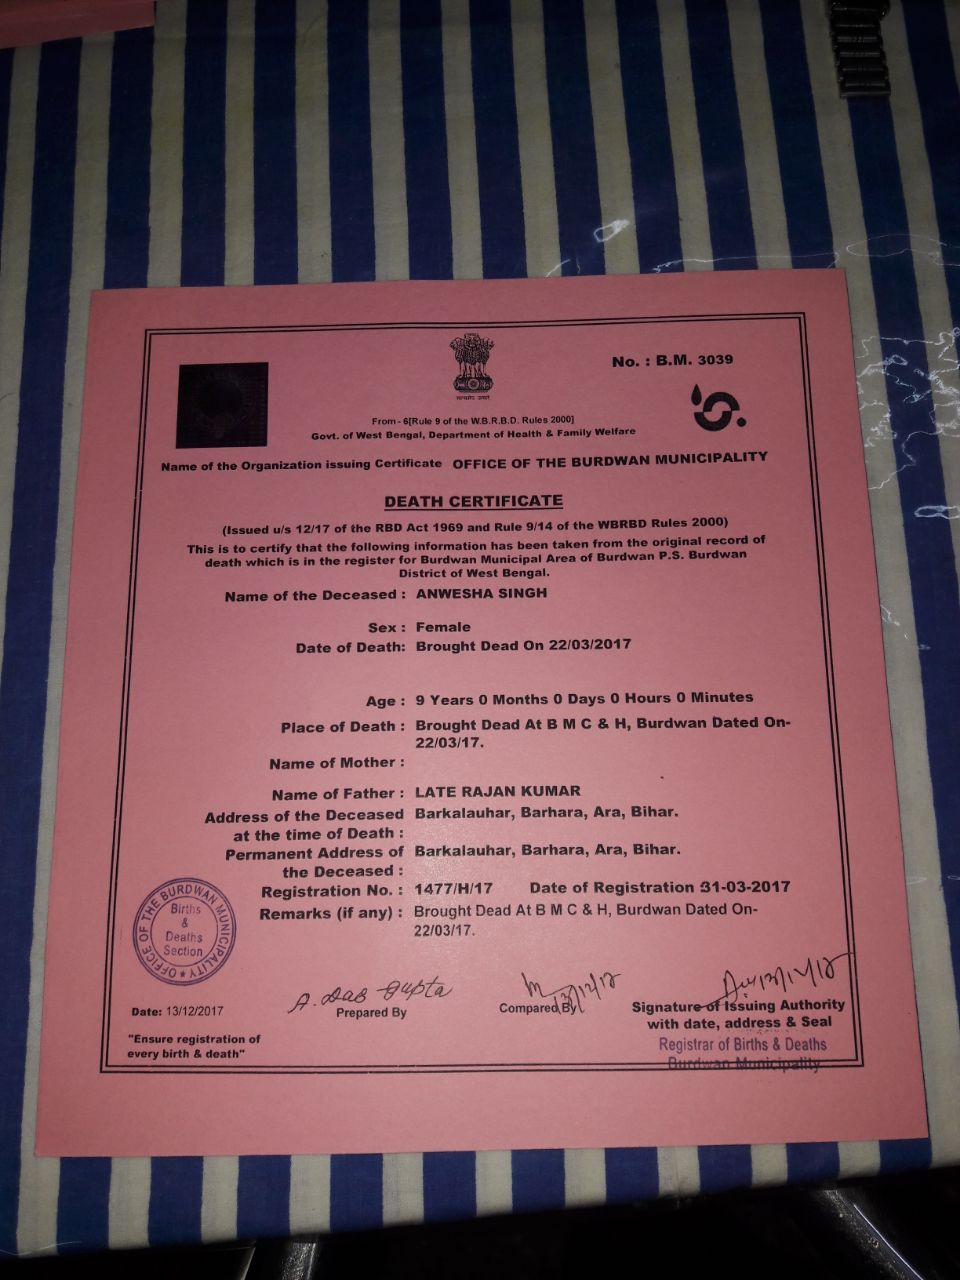 No. : B.M. 3039
सत्यमेव जयते
From - 6[Rule 9 of the W.B.R.B.D. Rules 2000]
Govt. of West Bengal, Department of Health & Family Welfare
Name of the Organization issuing Certificate OFFICE OF THE BURDWAN MUNICIPALITY
DEATH CERTIFICATE
(Issued u/s 12/17 of the RBD Act 1969 and Rule 9/14 of the WBRBD Rules 2000)
This is to certify that the following information has been taken from the original record of
death which is in the register for Burdwan Municipal Area of Burdwan P.S. Burdwan
District of West Bengal.
Name of the Deceased : ANWESHA SINGH
Sex : Female
Date of Death: Brought Dead On 22/03/2017
Age : 9 Years 0 Months 0 Days 0 Hours 0 Minutes
Place of Death : Brought Dead At B M C & H, Burdwan Dated On-
22/03/17.
Name of Mother :
Name of Father : LATE RAJAN KUMAR
Address of the Deceased Barkalauhar, Barhara, Ara, Bihar.
at the time of Death :
Permanent Address of Barkalauhar, Barhara, Ara, Bihar.
the Deceased :
Registration No. : 1477/H/17 Date of Registration :31-03-2017
Remarks (if any) : Brought Dead At B M C & H, Burdwan Dated On-
22/03/17.
OFFICE OF THE BURDWAN MUNICIPALITY
Births
&
Deaths
Section
A. Das Gupta
13/12/17
13/12/17
Date: 13/12/2017
Prepared By
Compared By
Signature of Issuing Authority
with date, address & Seal
Registrar of Births & Deaths
Burdwan Municipality
"Ensure registration of
every birth & death"